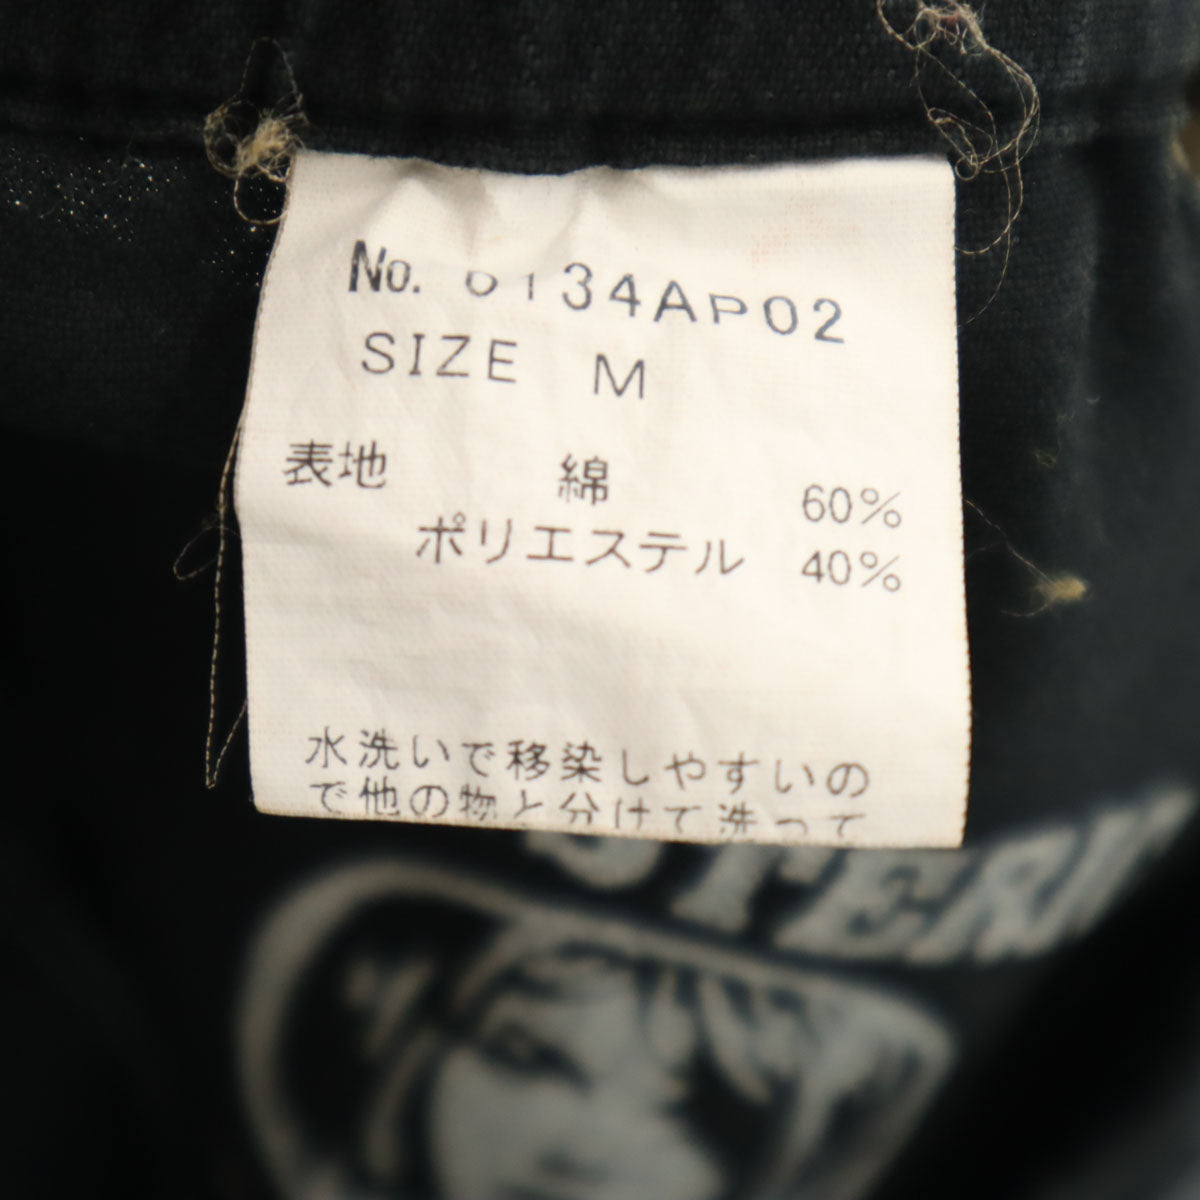 No. 6134AP02
SIZE M
表地 綿 60%
ポリエステル 40%
水洗いで移染しやすいの
で他の物と分けて洗って